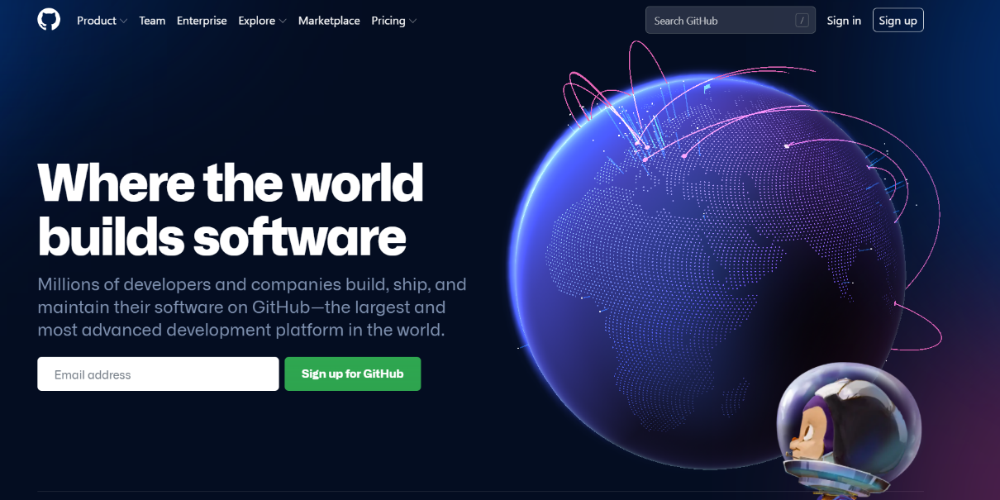 Product Team Enterprise Explore Marketplace Pricing Search GitHub / Sign in Sign up
Where the world
builds software
Millions of developers and companies build, ship, and
maintain their software on GitHub—the largest and
most advanced development platform in the world.
Email address Sign up for GitHub